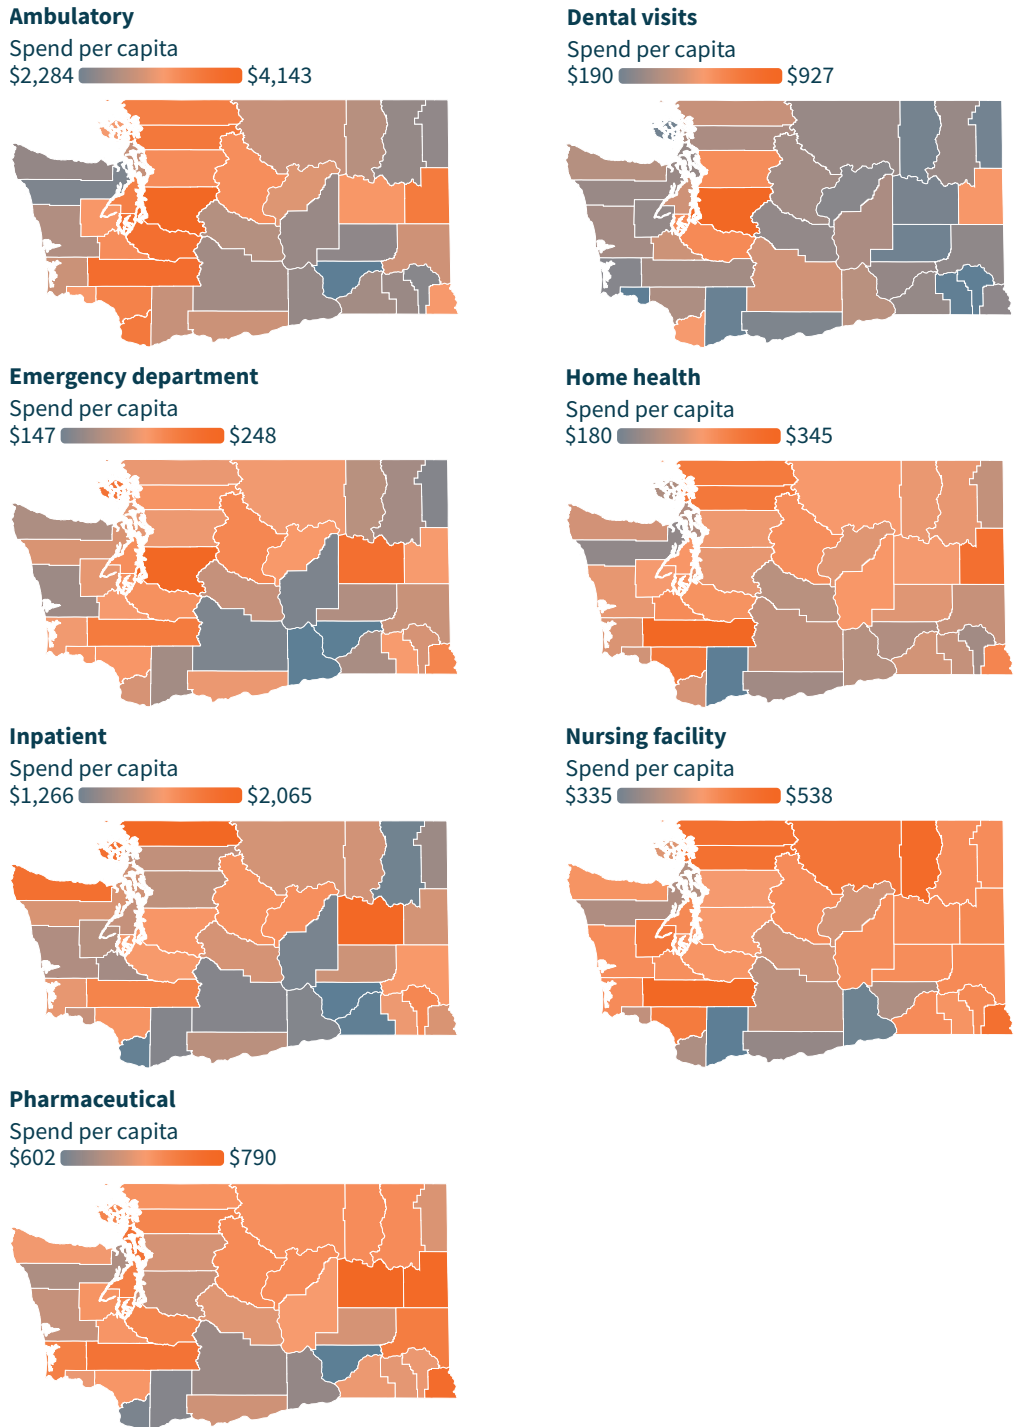 Ambulatory
Spend per capita
$2,284 $4,143
Dental visits
Spend per capita
$190 $927
Emergency department
Spend per capita
$147 $248
Home health
Spend per capita
$180 $345
Inpatient
Spend per capita
$1,266 $2,065
Nursing facility
Spend per capita
$335 $538
Pharmaceutical
Spend per capita
$602 $790